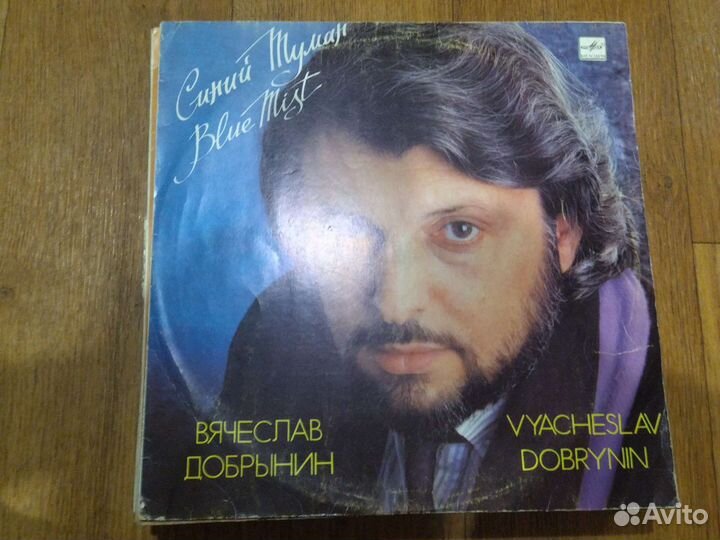 Синий Туман
Blue Mist
ВЯЧЕСЛАВ
ДОБРЫНИН
VYACHESLAV
DOBRYNIN
Avito